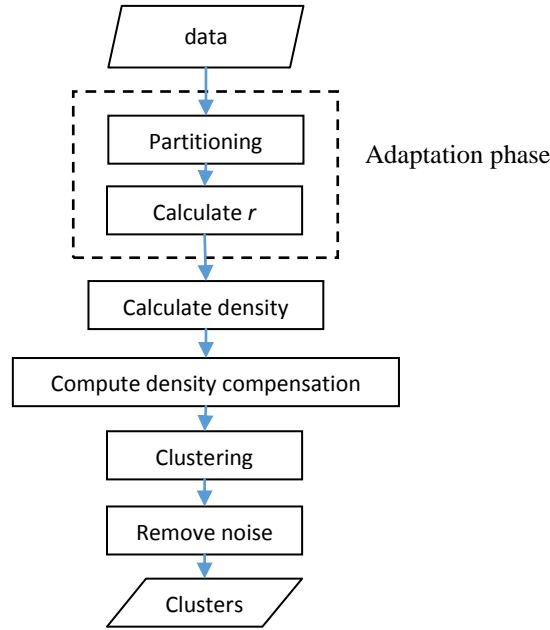 data
Partitioning
Adaptation phase
Calculate r
Calculate density
Compute density compensation
Clustering
Remove noise
Clusters